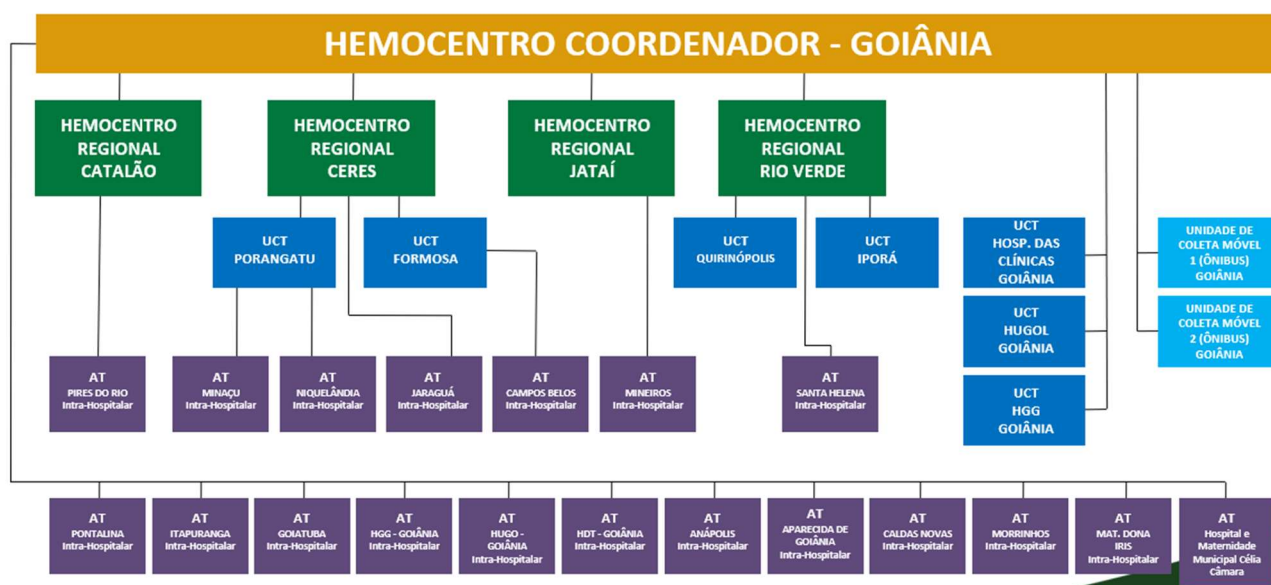 HEMOCENTRO COORDENADOR - GOIÂNIA
HEMOCENTRO
REGIONAL
CATALÃO
HEMOCENTRO
REGIONAL
CERES
HEMOCENTRO
REGIONAL
JATAÍ
HEMOCENTRO
REGIONAL
RIO VERDE
UCT
PORANGATU
UCT
FORMOSA
UCT
QUIRINÓPOLIS
UCT
IPORÁ
UCT
HOSP. DAS
CLÍNICAS
GOIÂNIA
UNIDADE DE
COLETA MÓVEL
1 (ÔNIBUS)
GOIÂNIA
UCT
HUGOL
GOIÂNIA
UNIDADE DE
COLETA MÓVEL
2 (ÔNIBUS)
GOIÂNIA
AT
PIRES DO RIO
Intra-Hospitalar
AT
MINAÇU
Intra-Hospitalar
AT
NIQUELÂNDIA
Intra-Hospitalar
AT
JARAGUÁ
Intra-Hospitalar
AT
CAMPOS BELOS
Intra-Hospitalar
AT
MINEIROS
Intra-Hospitalar
AT
SANTA HELENA
Intra-Hospitalar
UCT
HGG
GOIÂNIA
AT
PONTALINA
Intra-Hospitalar
AT
ITAPURANGA
Intra-Hospitalar
AT
GOIATUBA
Intra-Hospitalar
AT
HGG - GOIÂNIA
Intra-Hospitalar
AT
HUGO -
GOIÂNIA
Intra-Hospitalar
AT
HDT - GOIÂNIA
Intra-Hospitalar
AT
ANÁPOLIS
Intra-Hospitalar
AT
APARECIDA DE
GOIÂNIA
Intra-Hospitalar
AT
CALDAS NOVAS
Intra-Hospitalar
AT
MORRINHOS
Intra-Hospitalar
AT
MAT. DONA
IRIS
Intra-Hospitalar
AT
Hospital e
Maternidade
Municipal Célia
Câmara